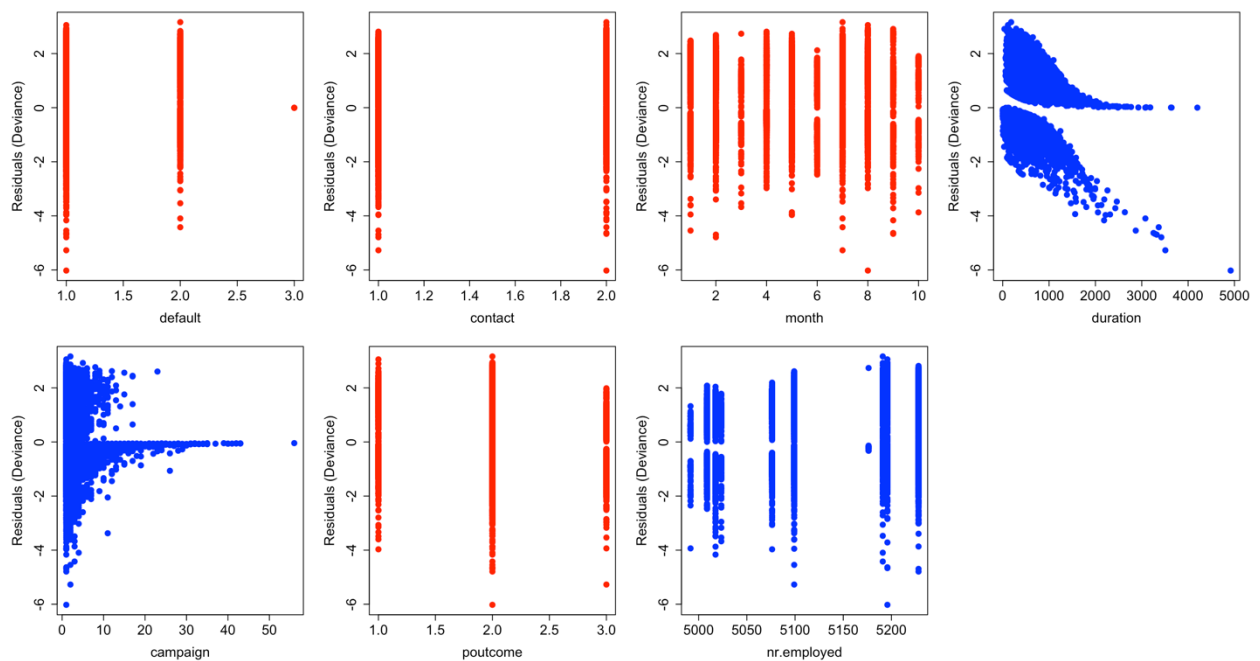 Residuals (Deviance)
2
0
-2
-4
-6
1.0 1.5 2.0 2.5 3.0
default
Residuals (Deviance)
2
0
-2
-4
-6
1.0 1.2 1.4 1.6 1.8 2.0
contact
Residuals (Deviance)
2
0
-2
-4
-6
2 4 6 8 10
month
Residuals (Deviance)
2
0
-2
-4
-6
0 1000 2000 3000 4000 5000
duration
Residuals (Deviance)
2
0
-2
-4
-6
0 10 20 30 40 50
campaign
Residuals (Deviance)
2
0
-2
-4
-6
1.0 1.5 2.0 2.5 3.0
poutcome
Residuals (Deviance)
2
0
-2
-4
-6
5000 5050 5100 5150 5200
nr.employed